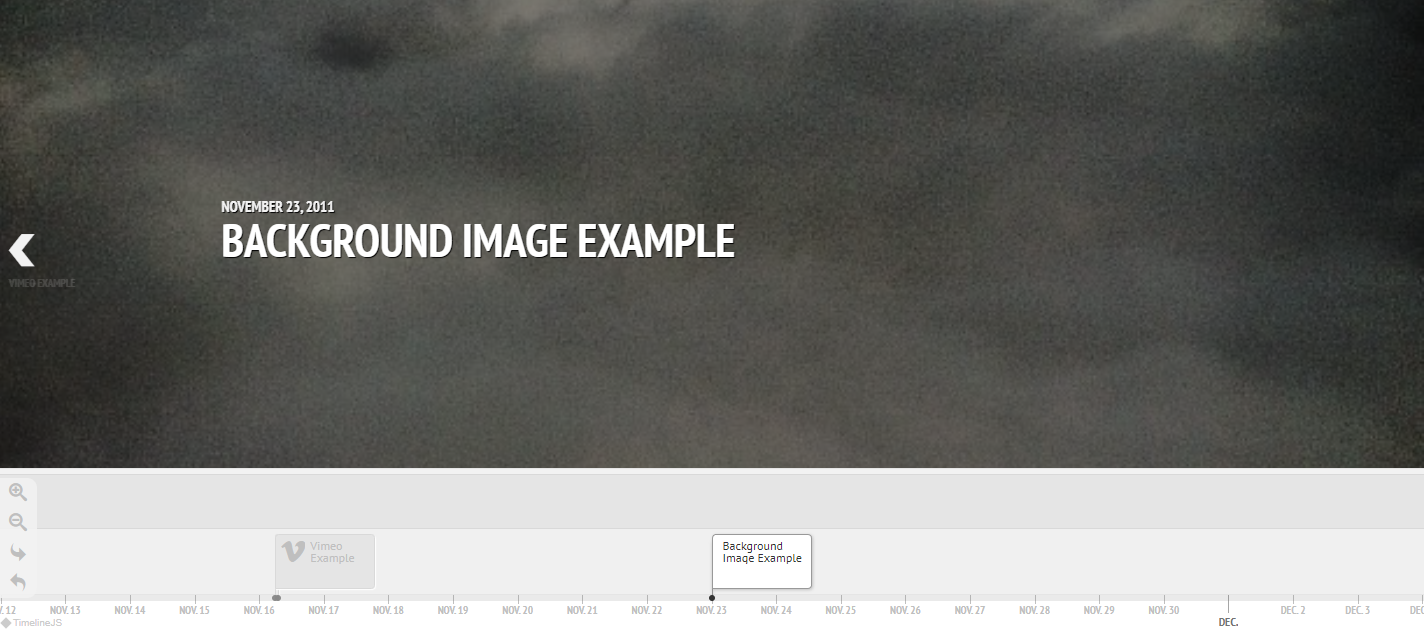 NOVEMBER 23, 2011
BACKGROUND IMAGE EXAMPLE
VIMEO EXAMPLE
Vimeo
Example
Background
Image Example
. 12 NOV. 13 NOV. 14 NOV. 15 NOV. 16 NOV. 17 NOV. 18 NOV. 19 NOV. 20 NOV. 21 NOV. 22 NOV. 23 NOV. 24 NOV. 25 NOV. 26 NOV. 27 NOV. 28 NOV. 29 NOV. 30 DEC. 2 DEC. 3 DEC
DEC.
TimelineJS